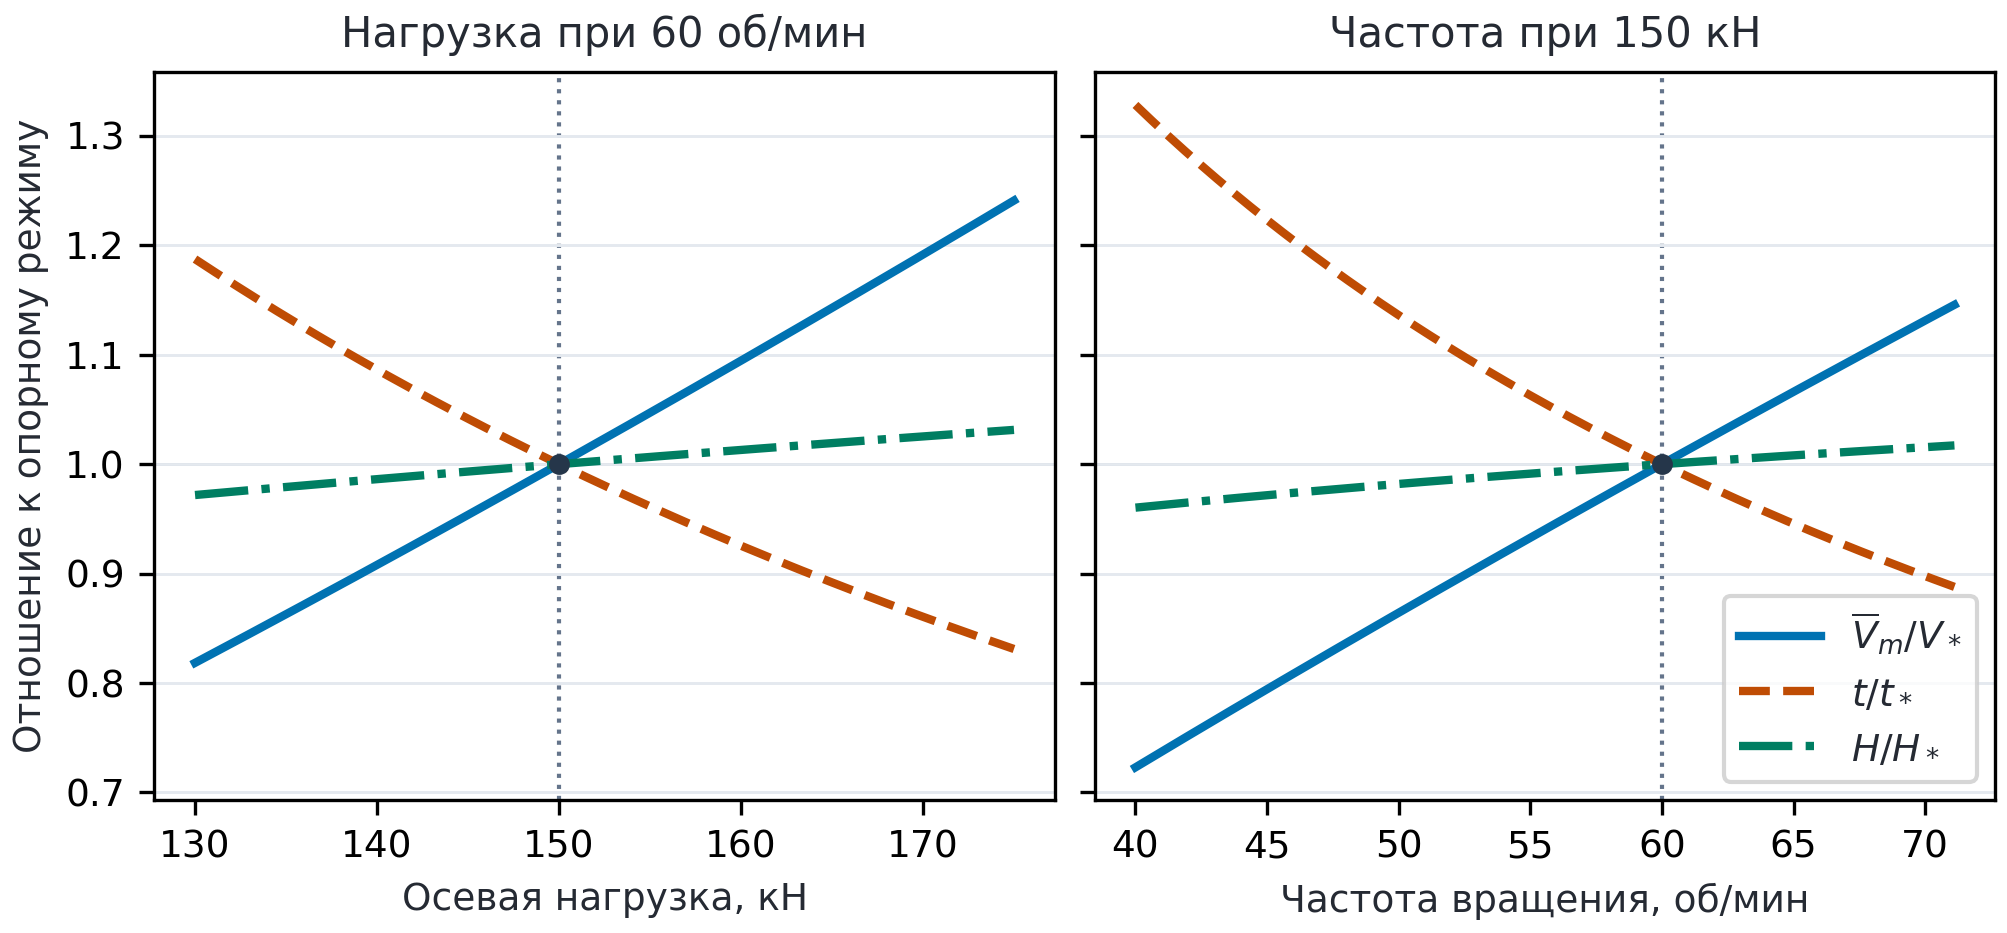 Нагрузка при 60 об/мин
Частота при 150 кН
Отношение к опорному режиму
1.3
1.2
1.1
1.0
0.9
0.8
0.7
130 140 150 160 170
Осевая нагрузка, кН
40 45 50 55 60 65 70
Частота вращения, об/мин
V̅ₘ/V*
t/t*
H/H*